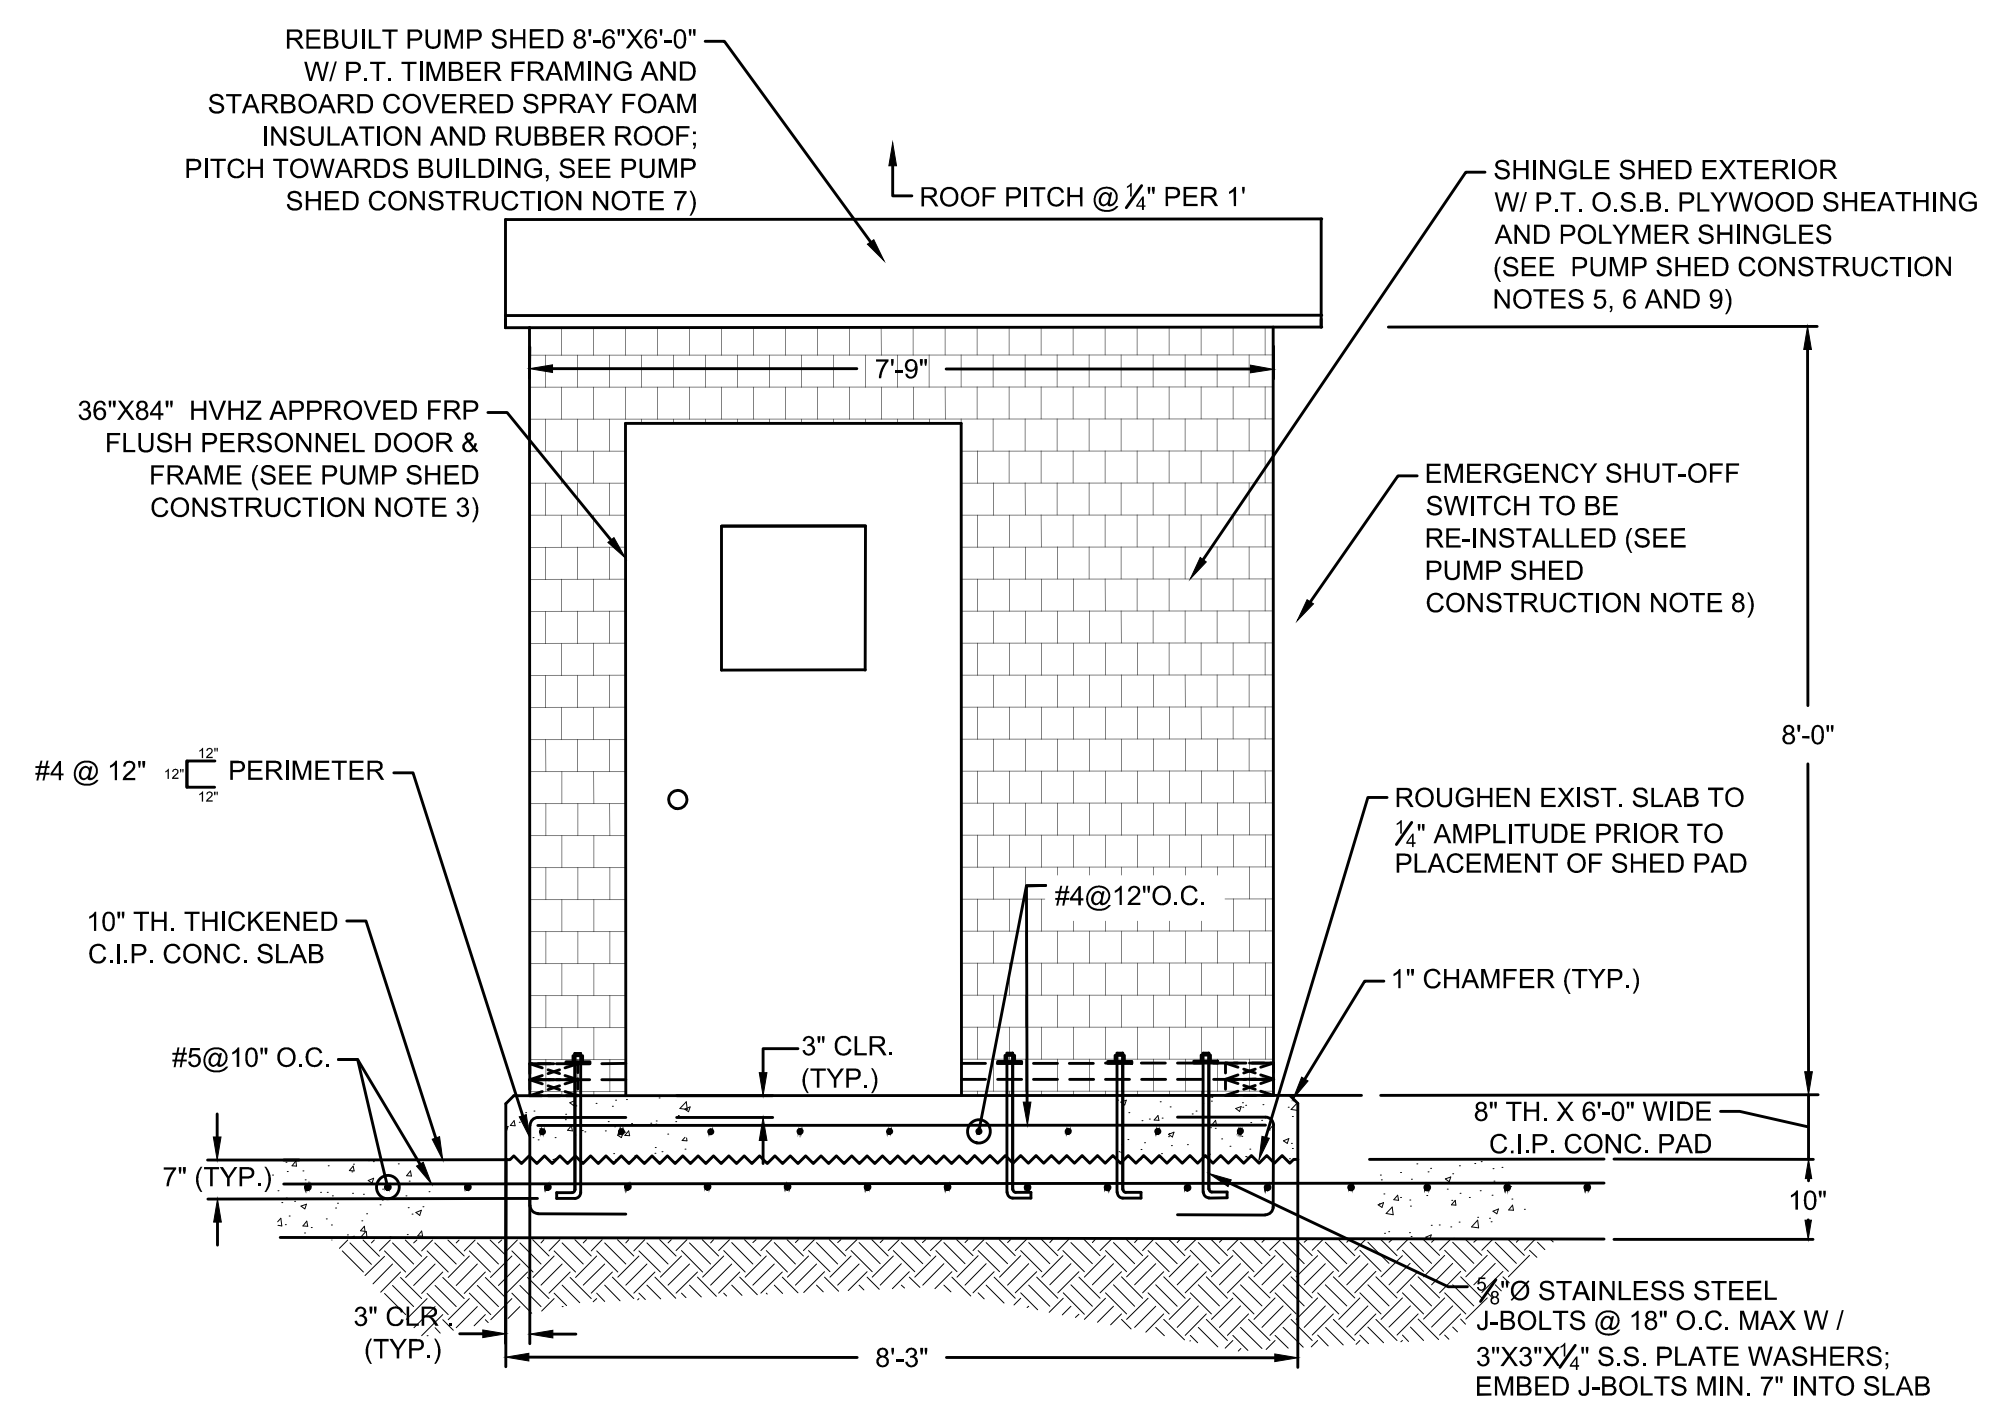 REBUILT PUMP SHED 8'-6"X6'-0"
W/ P.T. TIMBER FRAMING AND
STARBOARD COVERED SPRAY FOAM
INSULATION AND RUBBER ROOF;
PITCH TOWARDS BUILDING, SEE PUMP
SHED CONSTRUCTION NOTE 7)
ROOF PITCH @ ¼" PER 1'
SHINGLE SHED EXTERIOR
W/ P.T. O.S.B. PLYWOOD SHEATHING
AND POLYMER SHINGLES
(SEE PUMP SHED CONSTRUCTION
NOTES 5, 6 AND 9)
7'-9"
36"X84" HVHZ APPROVED FRP
FLUSH PERSONNEL DOOR &
FRAME (SEE PUMP SHED
CONSTRUCTION NOTE 3)
EMERGENCY SHUT-OFF
SWITCH TO BE
RE-INSTALLED (SEE
PUMP SHED
CONSTRUCTION NOTE 8)
8'-0"
#4 @ 12" 12" 12" 12" PERIMETER
ROUGHEN EXIST. SLAB TO
¼" AMPLITUDE PRIOR TO
PLACEMENT OF SHED PAD
#4@12"O.C.
10" TH. THICKENED
C.I.P. CONC. SLAB
1" CHAMFER (TYP.)
#5@10" O.C.
3" CLR.
(TYP.)
8" TH. X 6'-0" WIDE
C.I.P. CONC. PAD
7" (TYP.)
10"
3" CLR.
(TYP.)
8'-3"
⅝"Ø STAINLESS STEEL
J-BOLTS @ 18" O.C. MAX W /
3"X3"X¼" S.S. PLATE WASHERS;
EMBED J-BOLTS MIN. 7" INTO SLAB